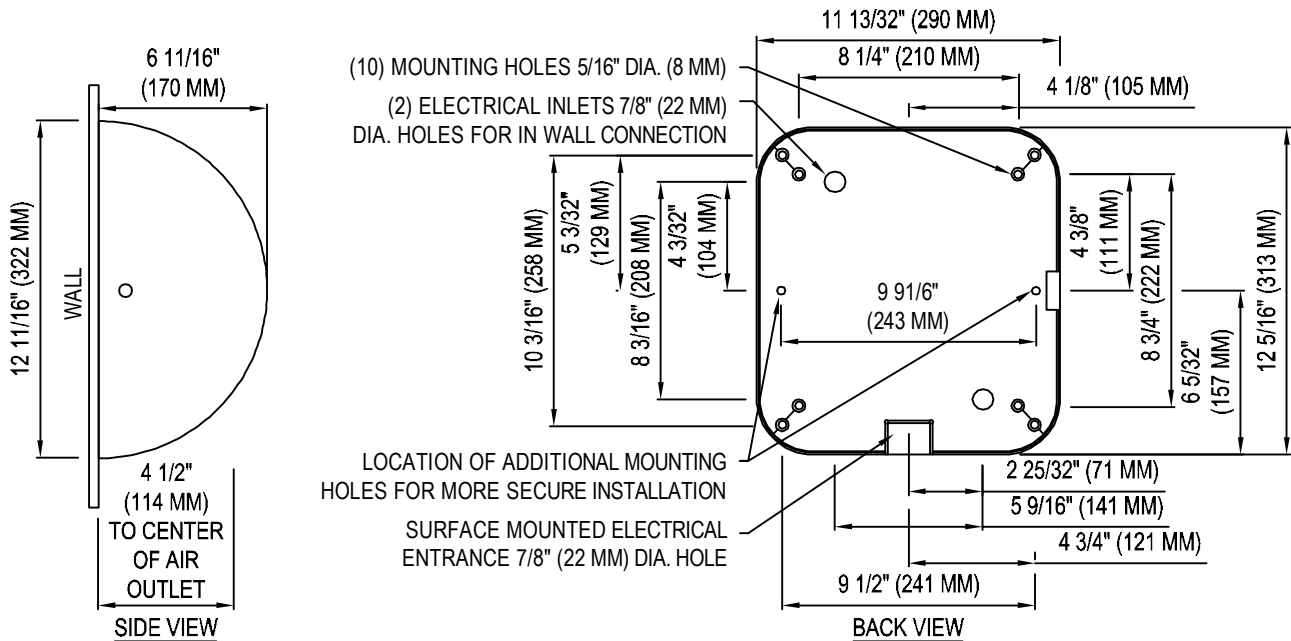 6 11/16"
(170 MM)
12 11/16" (322 MM)
WALL
4 1/2"
(114 MM)
TO CENTER
OF AIR
OUTLET
SIDE VIEW
11 13/32" (290 MM)
8 1/4" (210 MM)
4 1/8" (105 MM)
(10) MOUNTING HOLES 5/16" DIA. (8 MM)
(2) ELECTRICAL INLETS 7/8" (22 MM)
DIA. HOLES FOR IN WALL CONNECTION
10 3/16" (258 MM)
5 3/32"
(129 MM)
8 3/16" (208 MM)
4 3/32"
(104 MM)
9 91/6"
(243 MM)
4 3/8"
(111 MM)
8 3/4" (222 MM)
6 5/32"
(157 MM)
12 5/16" (313 MM)
LOCATION OF ADDITIONAL MOUNTING
HOLES FOR MORE SECURE INSTALLATION
SURFACE MOUNTED ELECTRICAL
ENTRANCE 7/8" (22 MM) DIA. HOLE
2 25/32" (71 MM)
5 9/16" (141 MM)
4 3/4" (121 MM)
9 1/2" (241 MM)
BACK VIEW